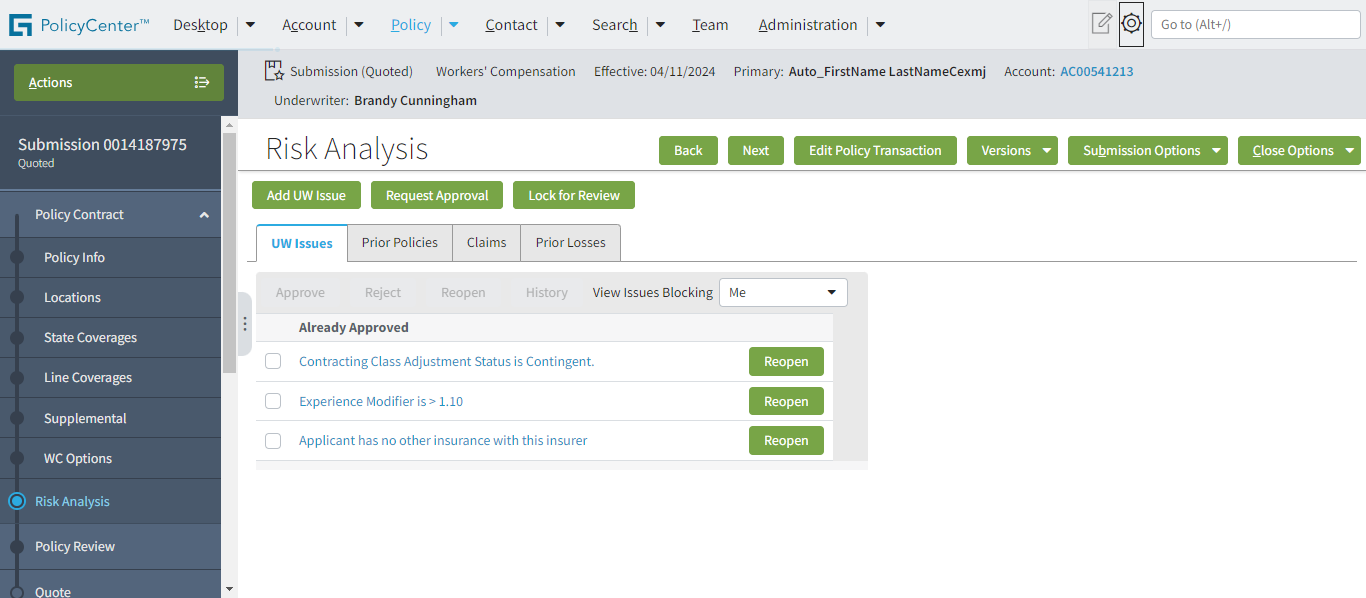 PolicyCenter™ Desktop Account Policy Contact Search Team Administration Go to (Alt+/)
Actions
Submission (Quoted) Workers' Compensation Effective: 04/11/2024 Primary: Auto_FirstName LastNameCexmj Account: AC00541213
Underwriter: Brandy Cunningham
Submission 0014187975
Quoted
Policy Contract
Policy Info
Locations
State Coverages
Line Coverages
Supplemental
WC Options
Risk Analysis
Policy Review
Quote
Risk Analysis
Back Next Edit Policy Transaction Versions Submission Options Close Options
Add UW Issue Request Approval Lock for Review
UW Issues Prior Policies Claims Prior Losses
Approve Reject Reopen History View Issues Blocking Me
Already Approved
Contracting Class Adjustment Status is Contingent. Reopen
Experience Modifier is > 1.10 Reopen
Applicant has no other insurance with this insurer Reopen